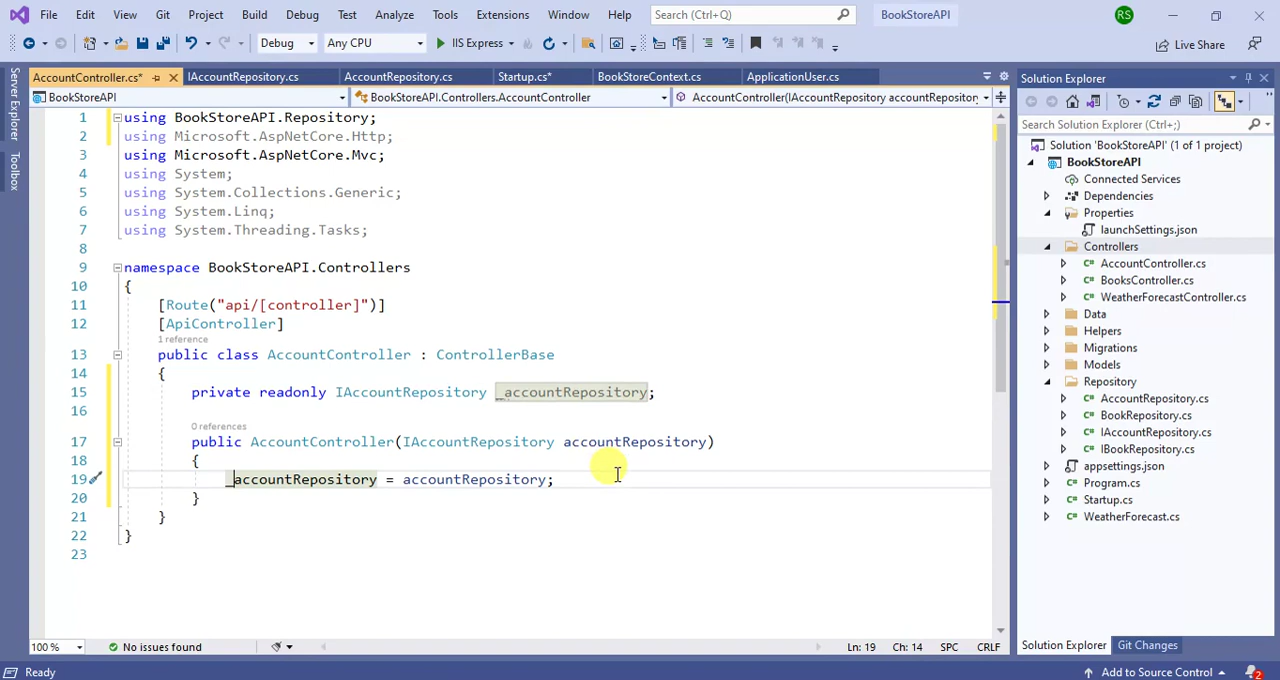 File Edit View Git Project Build Debug Test Analyze Tools Extensions Window Help Search (Ctrl+Q) BookStoreAPI RS
Debug Any CPU IIS Express Live Share
AccountController.cs* IAccountRepository.cs AccountRepository.cs Startup.cs* BookStoreContext.cs ApplicationUser.cs
BookStoreAPI BookStoreAPI.Controllers.AccountController AccountController(IAccountRepository accountRepository
Server Explorer
Toolbox
1 using BookStoreAPI.Repository;
2 using Microsoft.AspNetCore.Http;
3 using Microsoft.AspNetCore.Mvc;
4 using System;
5 using System.Collections.Generic;
6 using System.Linq;
7 using System.Threading.Tasks;
8
9 namespace BookStoreAPI.Controllers
10 {
11 [Route("api/[controller]")]
12 [ApiController]
1 reference
13 public class AccountController : ControllerBase
14 {
15 private readonly IAccountRepository _accountRepository;
16
0 references
17 public AccountController(IAccountRepository accountRepository)
18 {
19 _accountRepository = accountRepository;
20 }
21 }
22 }
23
100 % No issues found Ln: 19 Ch: 14 SPC CRLF
Solution Explorer
Search Solution Explorer (Ctrl+;)
Solution 'BookStoreAPI' (1 of 1 project)
BookStoreAPI
Connected Services
Dependencies
Properties
launchSettings.json
Controllers
AccountController.cs
BooksController.cs
WeatherForecastController.cs
Data
Helpers
Migrations
Models
Repository
AccountRepository.cs
BookRepository.cs
IAccountRepository.cs
IBookRepository.cs
appsettings.json
Program.cs
Startup.cs
WeatherForecast.cs
Solution Explorer Git Changes
Ready Add to Source Control 2